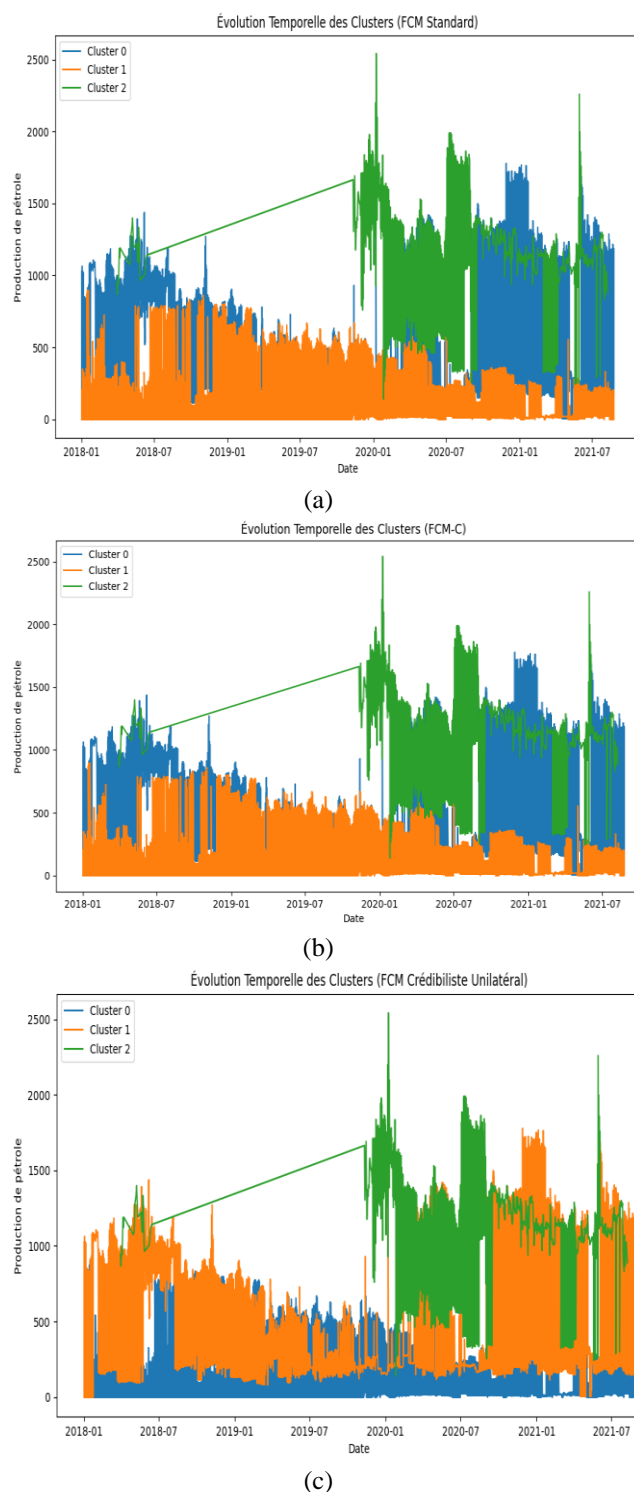 Évolution Temporelle des Clusters (FCM Standard)
Cluster 0
Cluster 1
Cluster 2
Production de pétrole
2500
2000
1500
1000
500
0
2018-01 2018-07 2019-01 2019-07 2020-01 2020-07 2021-01 2021-07
Date
(a)
Évolution Temporelle des Clusters (FCM-C)
Cluster 0
Cluster 1
Cluster 2
Production de pétrole
2500
2000
1500
1000
500
0
2018-01 2018-07 2019-01 2019-07 2020-01 2020-07 2021-01 2021-07
Date
(b)
Évolution Temporelle des Clusters (FCM Crédibiliste Unilatéral)
Cluster 0
Cluster 1
Cluster 2
Production de pétrole
2500
2000
1500
1000
500
0
2018-01 2018-07 2019-01 2019-07 2020-01 2020-07 2021-01 2021-07
Date
(c)